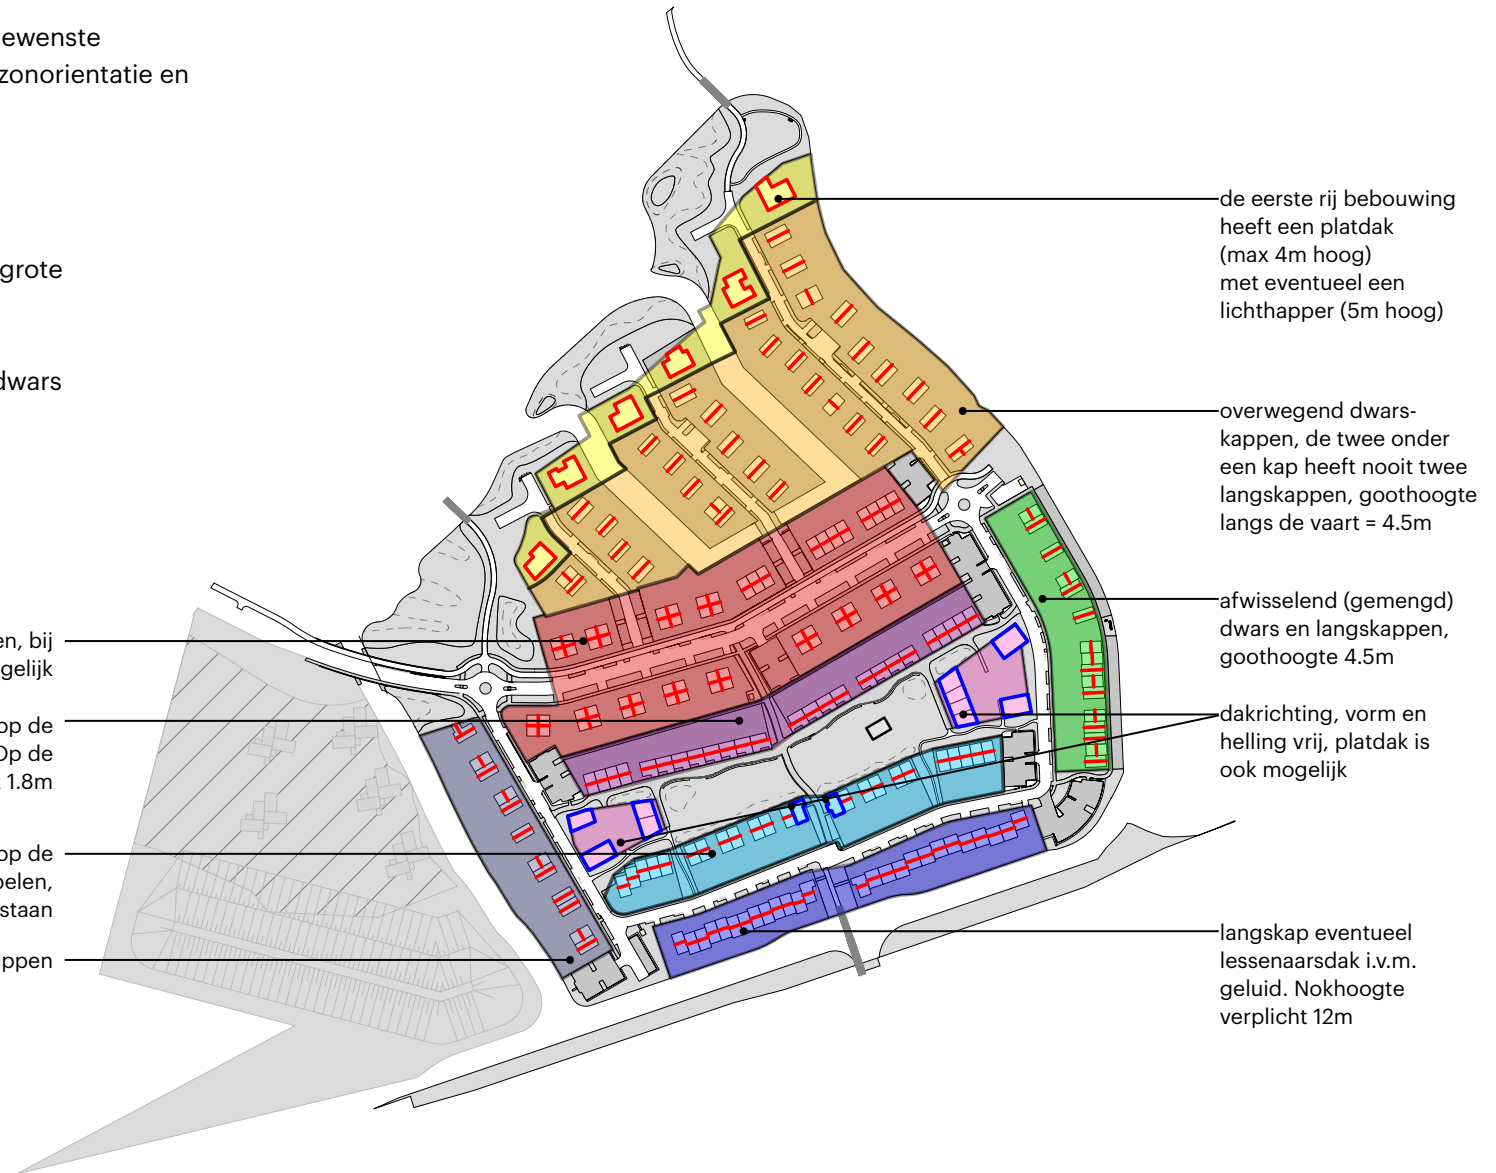 ewenste
zonorientatie en
grote
dwars
en, bij
gelijk
op de
Op de
1.8m
op de
pelen,
staan
appen
de eerste rij bebouwing
heeft een platdak
(max 4m hoog)
met eventueel een
lichthapper (5m hoog)
overwegend dwars-
kappen, de twee onder
een kap heeft nooit twee
langskappen, goothoogte
langs de vaart = 4.5m
afwisselend (gemengd)
dwars en langskappen,
goothoogte 4.5m
dakrichting, vorm en
helling vrij, platdak is
ook mogelijk
langskap eventueel
lessenaarsdak i.v.m.
geluid. Nokhoogte
verplicht 12m